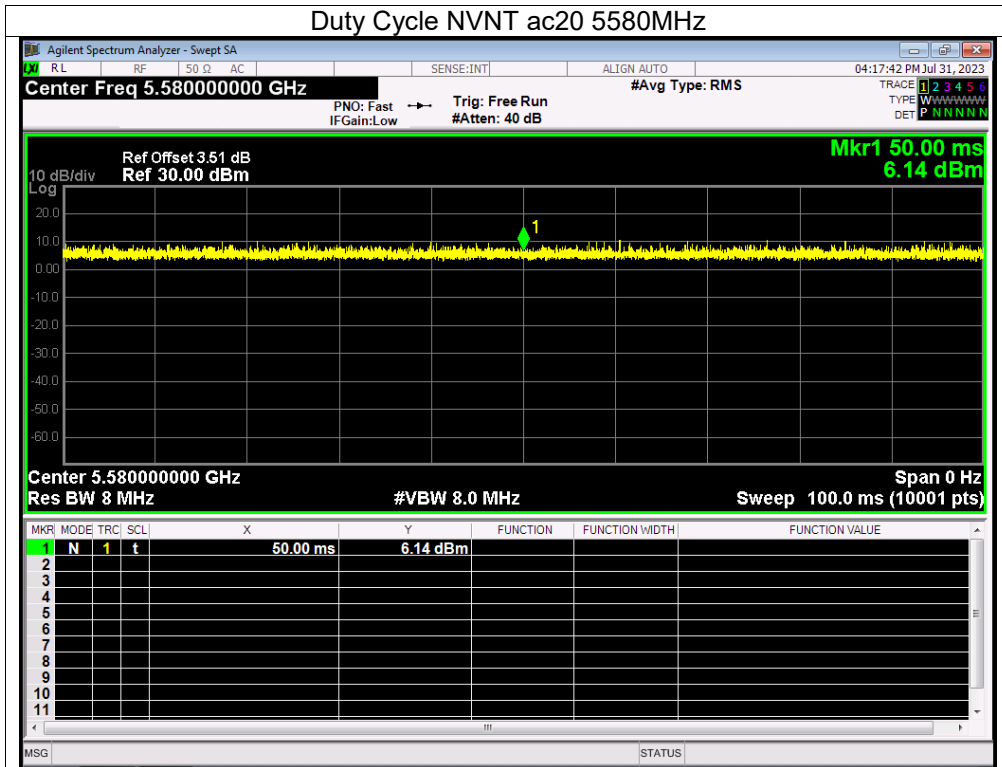 Duty Cycle NVNT ac20 5580MHz
Agilent Spectrum Analyzer - Swept SA
LXI RL RF 50 Ω AC SENSE:INT ALIGN AUTO 04:17:42 PM Jul 31, 2023
Center Freq 5.580000000 GHz #Avg Type: RMS TRACE 1 2 3 4 5 6
PNO: Fast Trig: Free Run TYPE WWWWWW
IFGain:Low #Atten: 40 dB DET P N N N N N
Mkr1 50.00 ms
Ref Offset 3.51 dB
10 dB/div Ref 30.00 dBm 6.14 dBm
Log
20.0
1
10.0
0.00
-10.0
-20.0
-30.0
-40.0
-50.0
-60.0
Center 5.580000000 GHz Span 0 Hz
Res BW 8 MHz #VBW 8.0 MHz Sweep 100.0 ms (10001 pts)
MKR MODE TRC SCL X Y FUNCTION FUNCTION WIDTH FUNCTION VALUE
1 N 1 t 50.00 ms 6.14 dBm
2
3
4
5
6
7
8
9
10
11
MSG STATUS